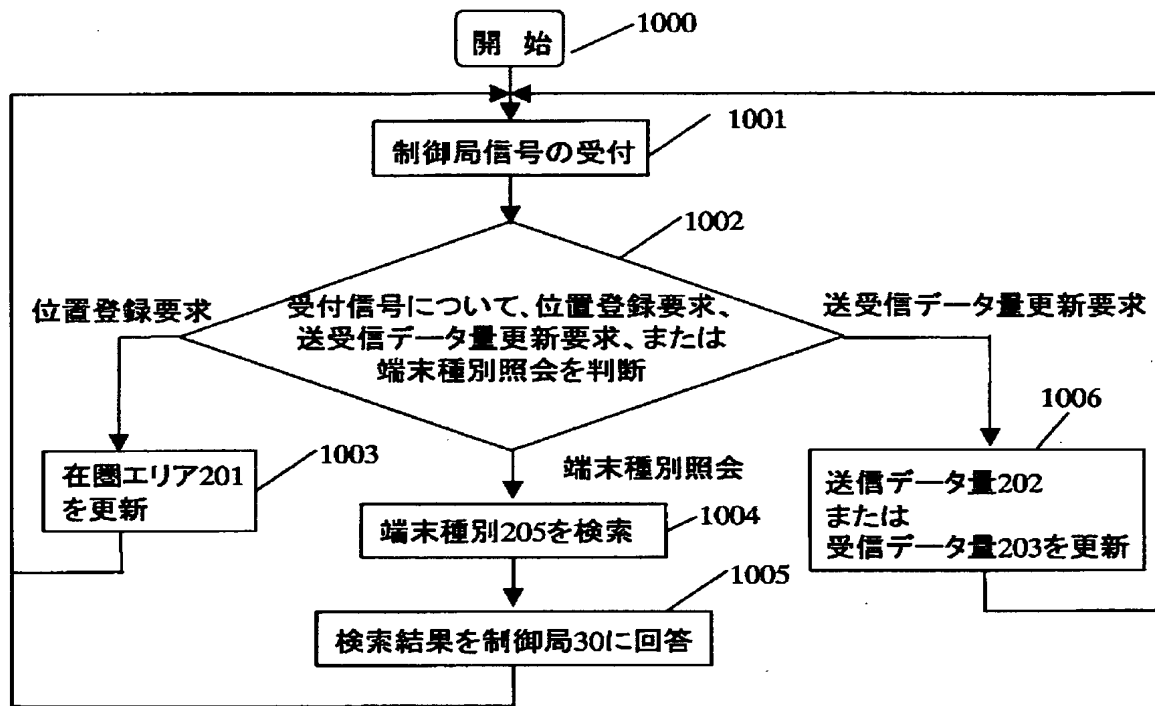 開 始
1000
制御局信号の受付
1001
1002
位置登録要求
受付信号について、位置登録要求、
送受信データ量更新要求、または
端末種別照会を判断
送受信データ量更新要求
在圏エリア201
を更新
1003
端末種別照会
端末種別205を検索
1004
検索結果を制御局30に回答
1005
1006
送信データ量202
または
受信データ量203を更新